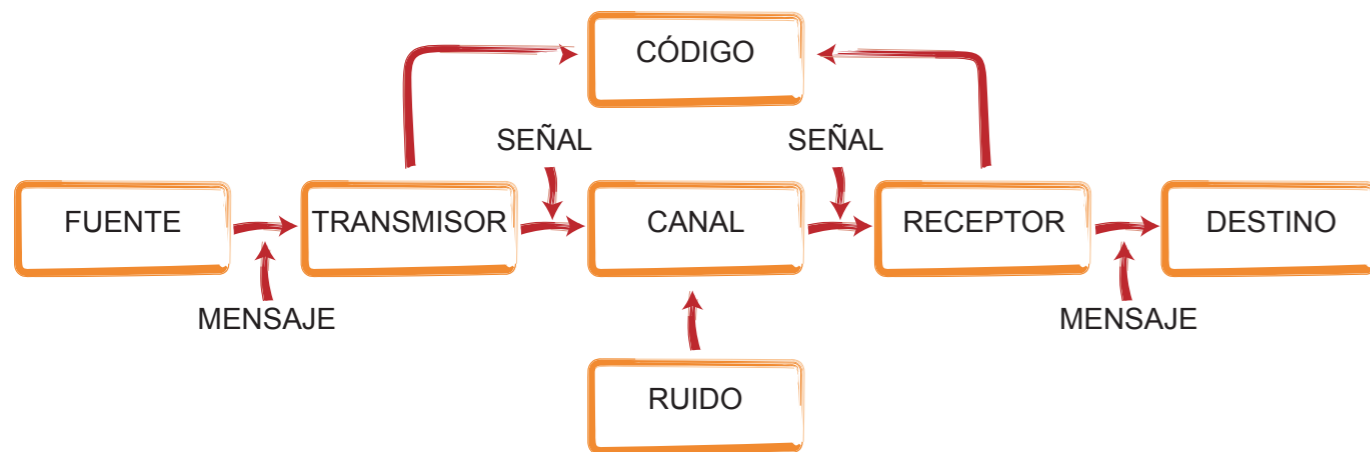 CÓDIGO
SEÑAL
SEÑAL
FUENTE
TRANSMISOR
CANAL
RECEPTOR
DESTINO
MENSAJE
MENSAJE
RUIDO